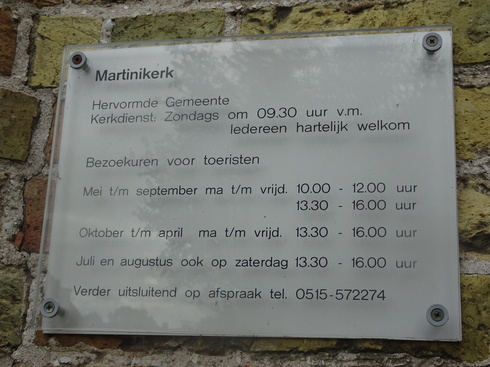 Martinikerk
Hervormde Gemeente
Kerkdienst: Zondags om 09.30 uur v.m.
Iedereen hartelijk welkom
Bezoekuren voor toeristen
Mei t/m september ma t/m vrijd. 10.00 - 12.00 uur
13.30 - 16.00 uur
Oktober t/m april ma t/m vrijd. 13.30 - 16.00 uur
Juli en augustus ook op zaterdag 13.30 - 16.00 uur
Verder uitsluitend op afspraak tel. 0515-572274